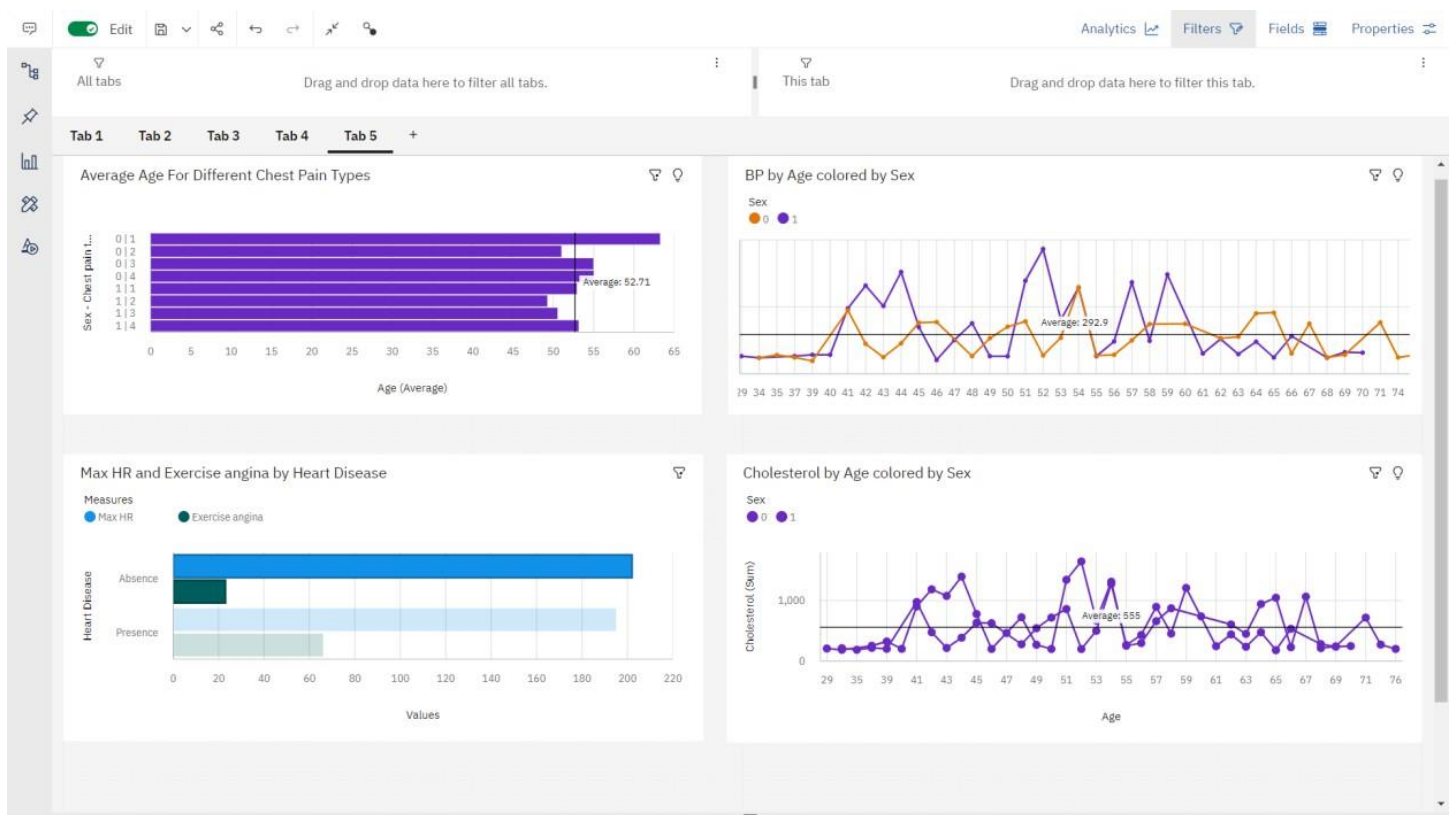 Edit
Analytics
Filters
Fields
Properties
All tabs
Drag and drop data here to filter all tabs.
This tab
Drag and drop data here to filter this tab.
Tab 1 Tab 2 Tab 3 Tab 4 Tab 5 +
Average Age For Different Chest Pain Types
Sex - Chest pain t...
0|1
0|2
0|3
0|4
1|1
1|2
1|3
1|4
Average: 52.71
0 5 10 15 20 25 30 35 40 45 50 55 60 65
Age (Average)
BP by Age colored by Sex
Sex
0 1
Average: 292.9
29 34 35 37 39 40 41 42 43 44 45 46 47 48 49 50 51 52 53 54 55 56 57 58 59 60 61 62 63 64 65 66 67 68 69 70 71 74
Max HR and Exercise angina by Heart Disease
Measures
Max HR Exercise angina
Heart Disease
Absence
Presence
0 20 40 60 80 100 120 140 160 180 200 220
Values
Cholesterol by Age colored by Sex
Sex
0 1
Cholesterol (Sum)
1,000
0
Average: 555
29 35 39 41 43 45 47 49 51 53 55 57 59 61 63 65 67 69 71 76
Age